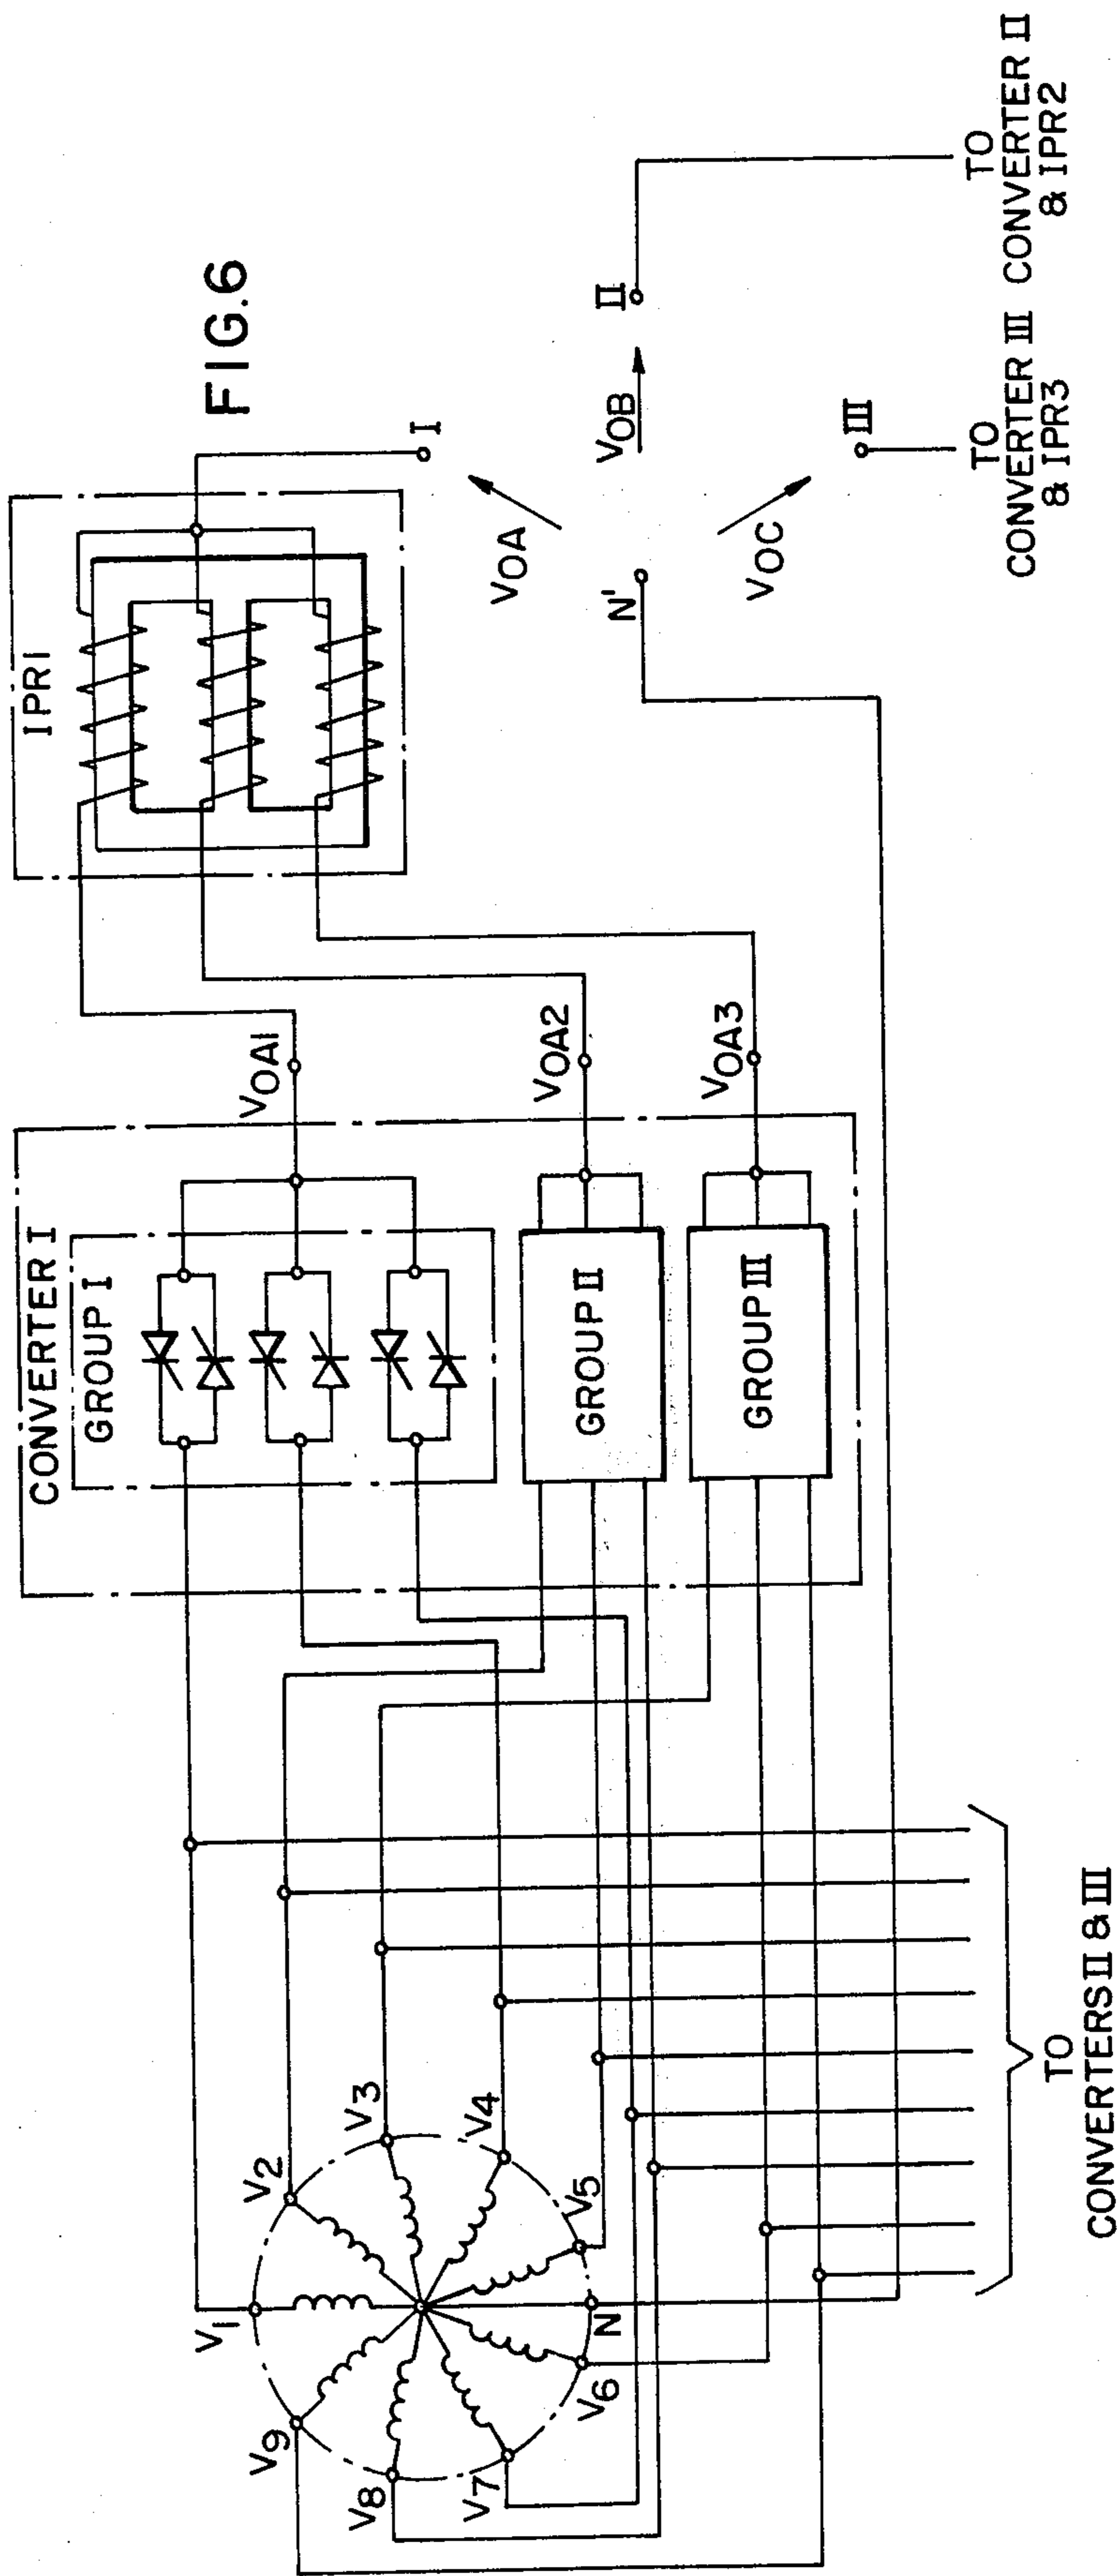 FIG.6
IPR1
CONVERTER I
GROUP I
GROUP II
GROUP III
VOA1
VOA2
VOA3
I
VOA
II
VOB
N'
VOC
III
TO
CONVERTER III
& IPR3
TO
CONVERTER II
& IPR2
V1
V2
V3
V4
V5
N
V6
V7
V8
V9
TO
CONVERTERS II & III